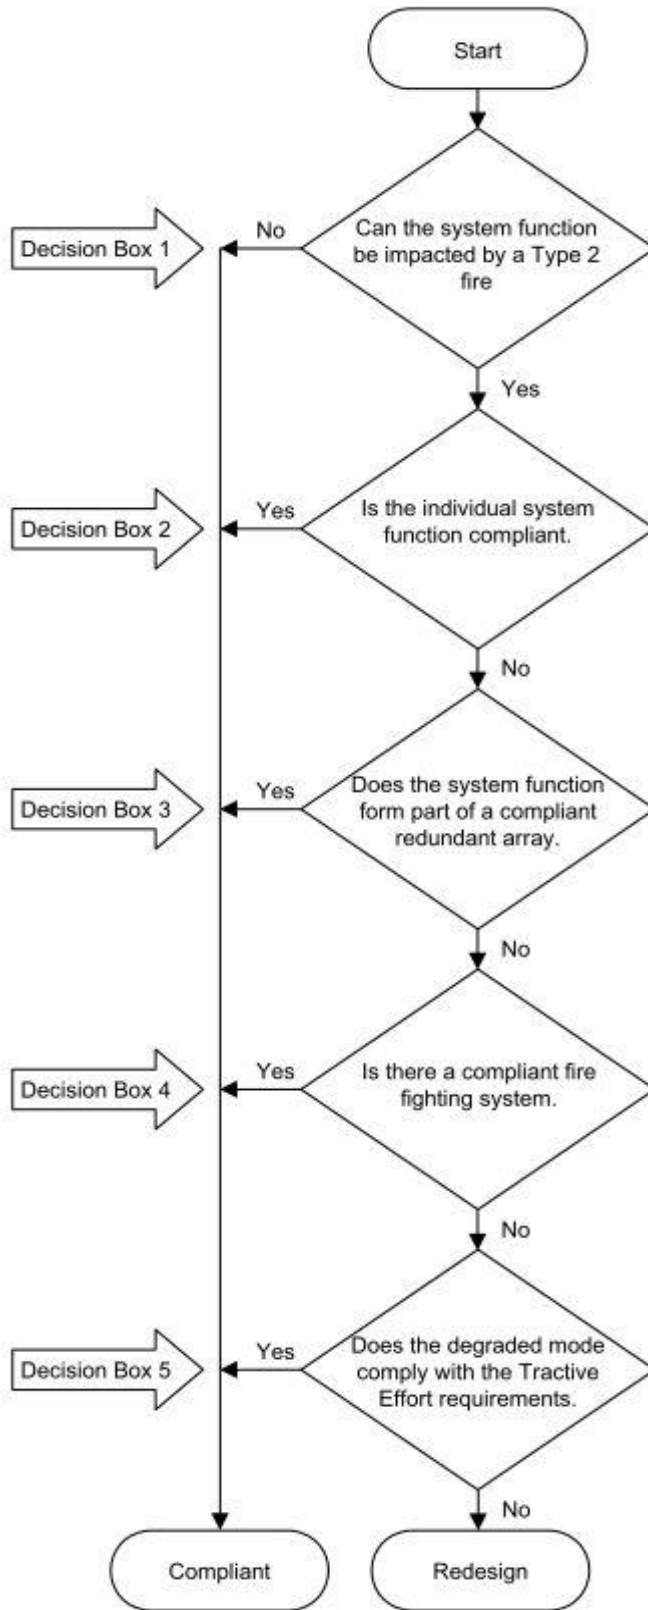 Start
Decision Box 1
No
Can the system function
be impacted by a Type 2
fire
Yes
Decision Box 2
Yes
Is the individual system
function compliant.
No
Decision Box 3
Yes
Does the system function
form part of a compliant
redundant array.
No
Decision Box 4
Yes
Is there a compliant fire
fighting system.
No
Decision Box 5
Yes
Does the degraded mode
comply with the Tractive
Effort requirements.
No
Compliant
Redesign